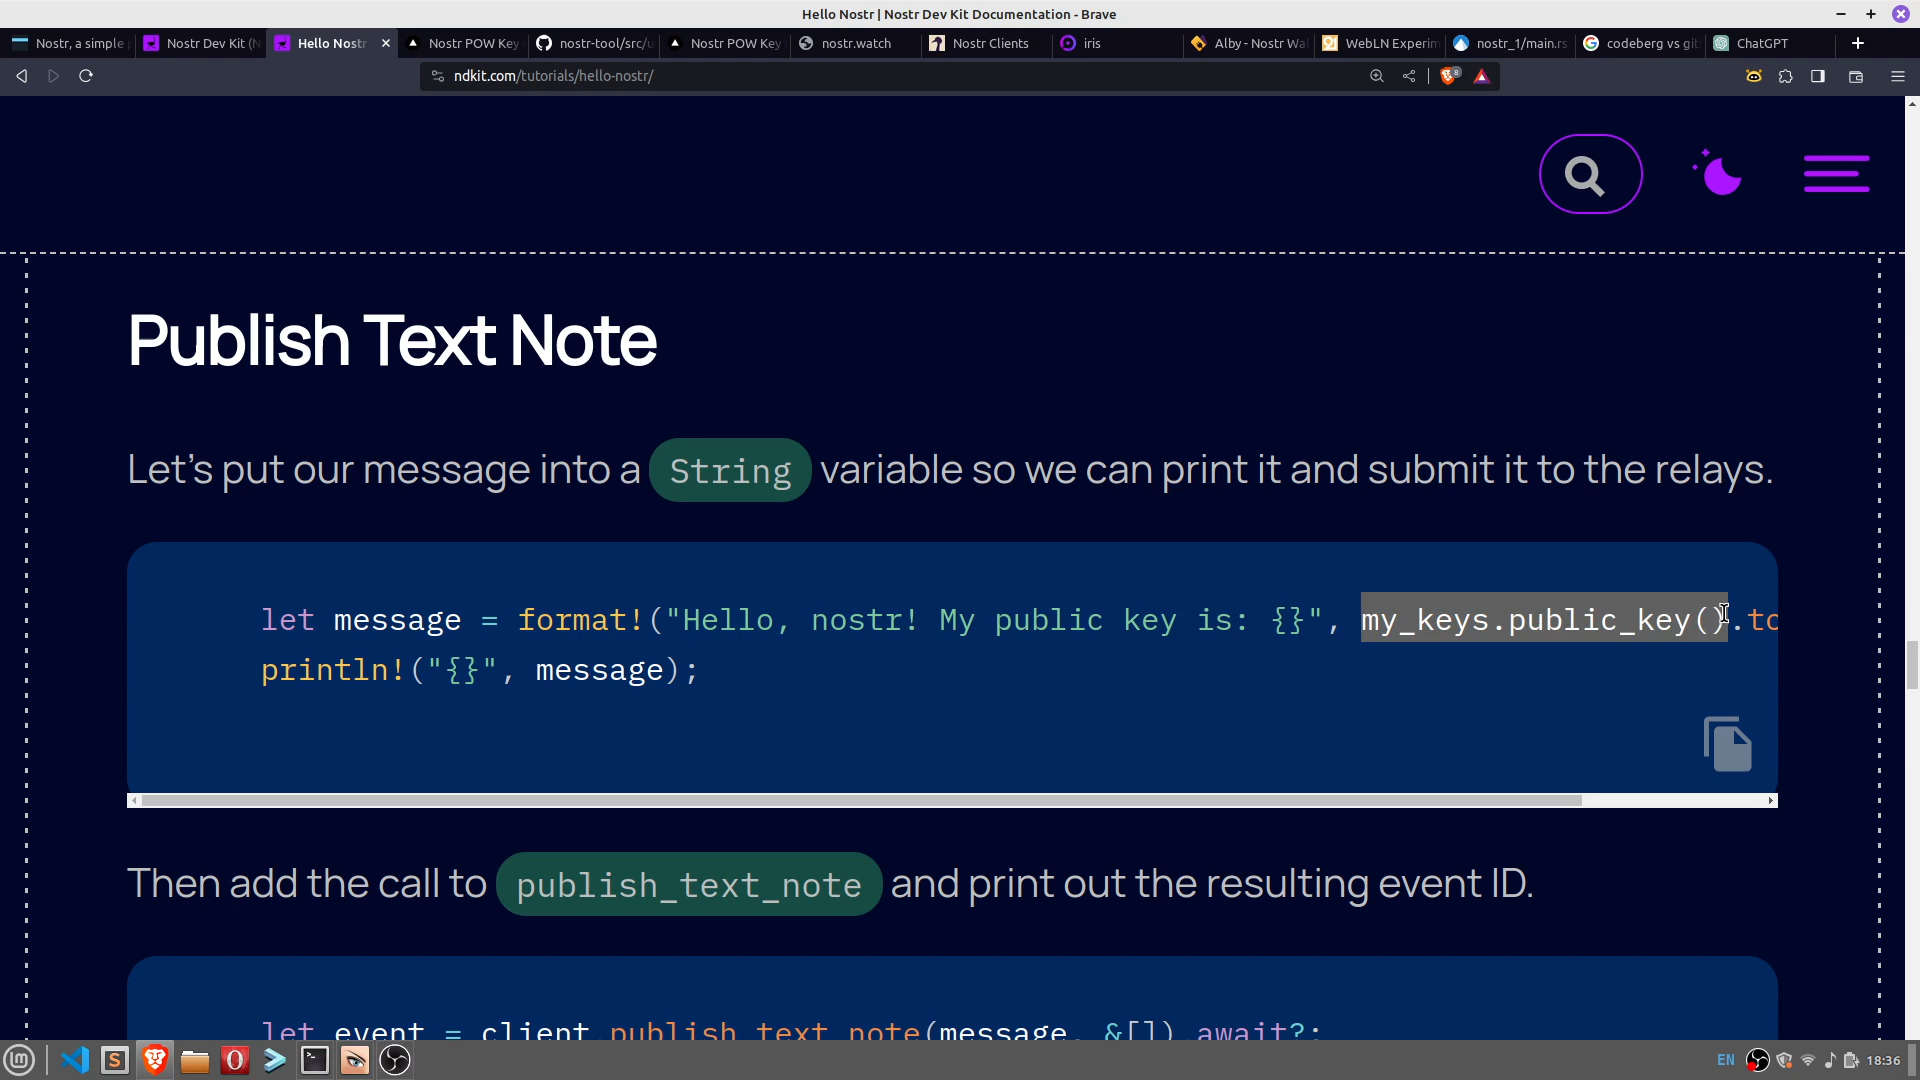 Hello Nostr | Nostr Dev Kit Documentation - Brave
Nostr, a simple p
Nostr Dev Kit (N
Hello Nostr
Nostr POW Key
nostr-tool/src/u
Nostr POW Key
nostr.watch
Nostr Clients
iris
Alby - Nostr Wal
WebLN Experim
nostr_1/main.rs
codeberg vs git
ChatGPT
ndkit.com/tutorials/hello-nostr/
8
Publish Text Note
Let's put our message into a String variable so we can print it and submit it to the relays.
let message = format!("Hello, nostr! My public key is: {}", my_keys.public_key().to
println!("{}", message);
Then add the call to publish_text_note and print out the resulting event ID.
let event = client.publish_text_note(message, &[]).await?;
EN
18:36